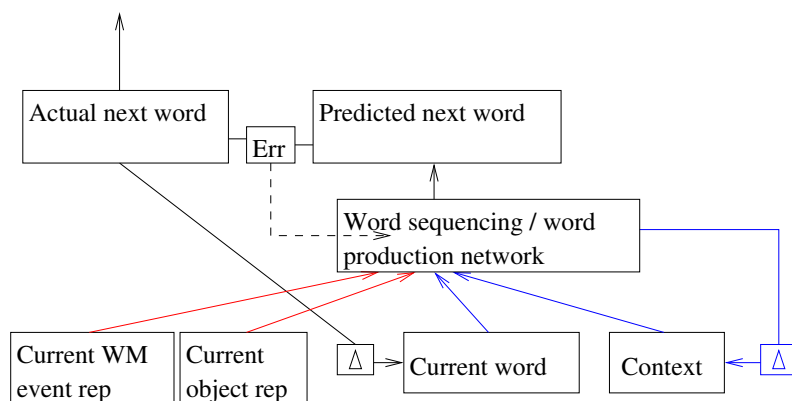 Actual next word
Predicted next word
Err
Word sequencing / word
production network
Current WM
event rep
Current
object rep
Δ
Current word
Context
Δ